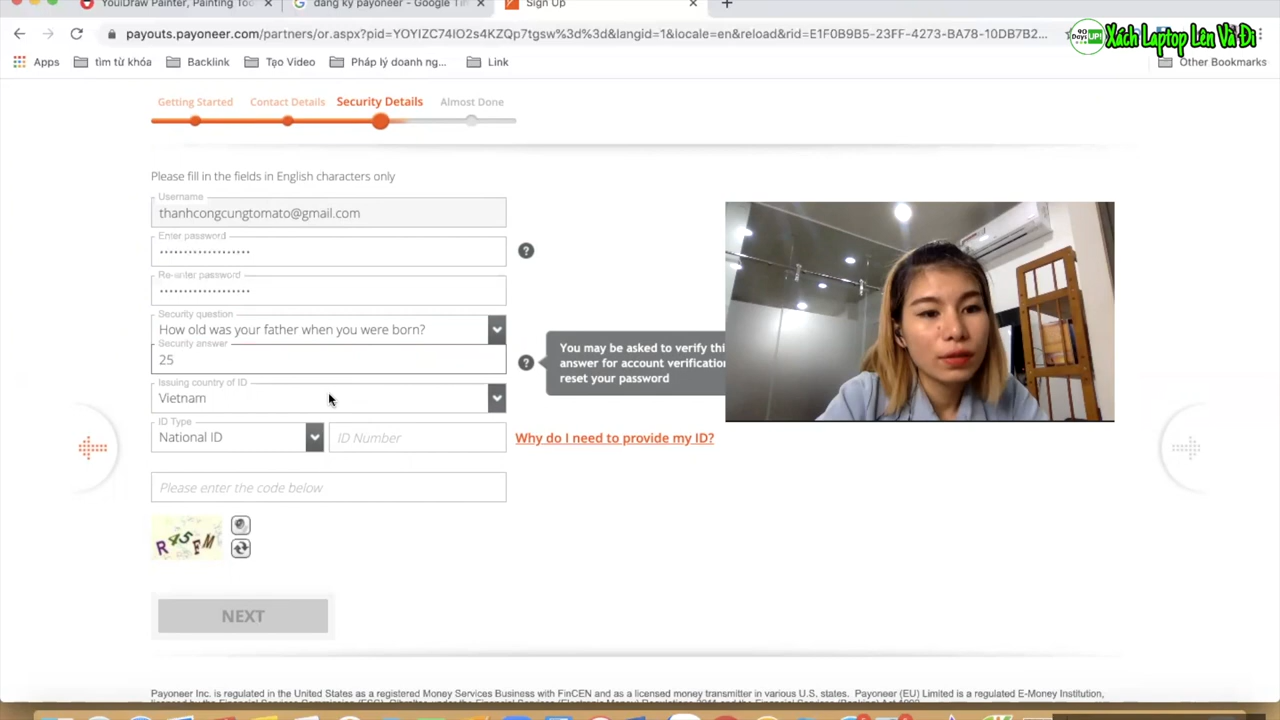 YouiDraw Painter, Painting Too
đăng ký payoneer - Google Tìm
Sign Up
payouts.payoneer.com/partners/or.aspx?pid=YOYIZC74IO2s4KZQp7tgsw%3d%3d&langid=1&locale=en&reload&rid=E1F0B9B5-23FF-4273-BA78-10DB7B2...
90 Days UP!
Xách Laptop Lên Và Đi
Apps
tìm từ khóa
Backlink
Tạo Video
Pháp lý doanh ng...
Link
Other Bookmarks
Getting Started
Contact Details
Security Details
Almost Done
Please fill in the fields in English characters only
Username
thanhcongcungtomato@gmail.com
Enter password
Re-enter password
Security question
How old was your father when you were born?
Security answer
25
You may be asked to verify thi
answer for account verification
reset your password
Issuing country of ID
Vietnam
ID Type
National ID
ID Number
Why do I need to provide my ID?
Please enter the code below
R45FM
NEXT
Payoneer Inc. is regulated in the United States as a registered Money Services Business with FinCEN and as a licensed money transmitter in various U.S. states. Payoneer (EU) Limited is a regulated E-Money Institution,